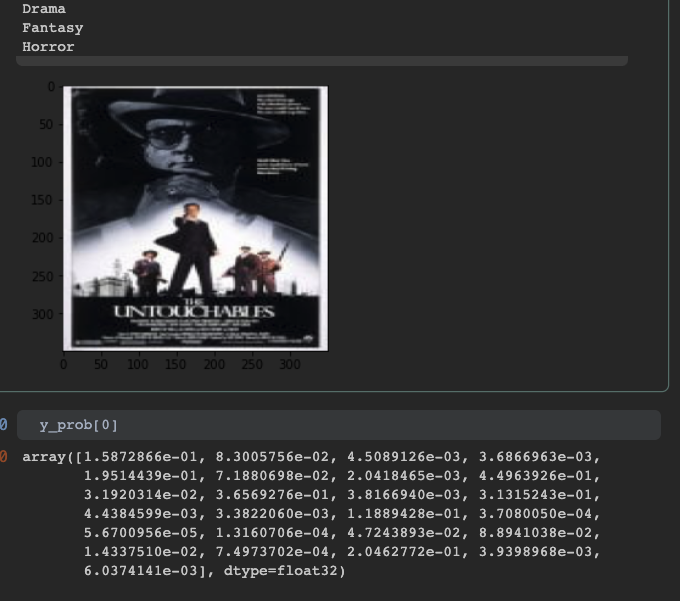 Drama
Fantasy
Horror
0
50
100
150
200
250
300
THE
UNTOUCHABLES
0 50 100 150 200 250 300
0 y_prob[0]
0 array([1.5872866e-01, 8.3005756e-02, 4.5089126e-03, 3.6866963e-03,
1.9514439e-01, 7.1880698e-02, 2.0418465e-03, 4.4963926e-01,
3.1920314e-02, 3.6569276e-01, 3.8166940e-03, 3.1315243e-01,
4.4384599e-03, 3.3822060e-03, 1.1889428e-01, 3.7080050e-04,
5.6700956e-05, 1.3160706e-04, 4.7243893e-02, 8.8941038e-02,
1.4337510e-02, 7.4973702e-04, 2.0462772e-01, 3.9398968e-03,
6.0374141e-03], dtype=float32)